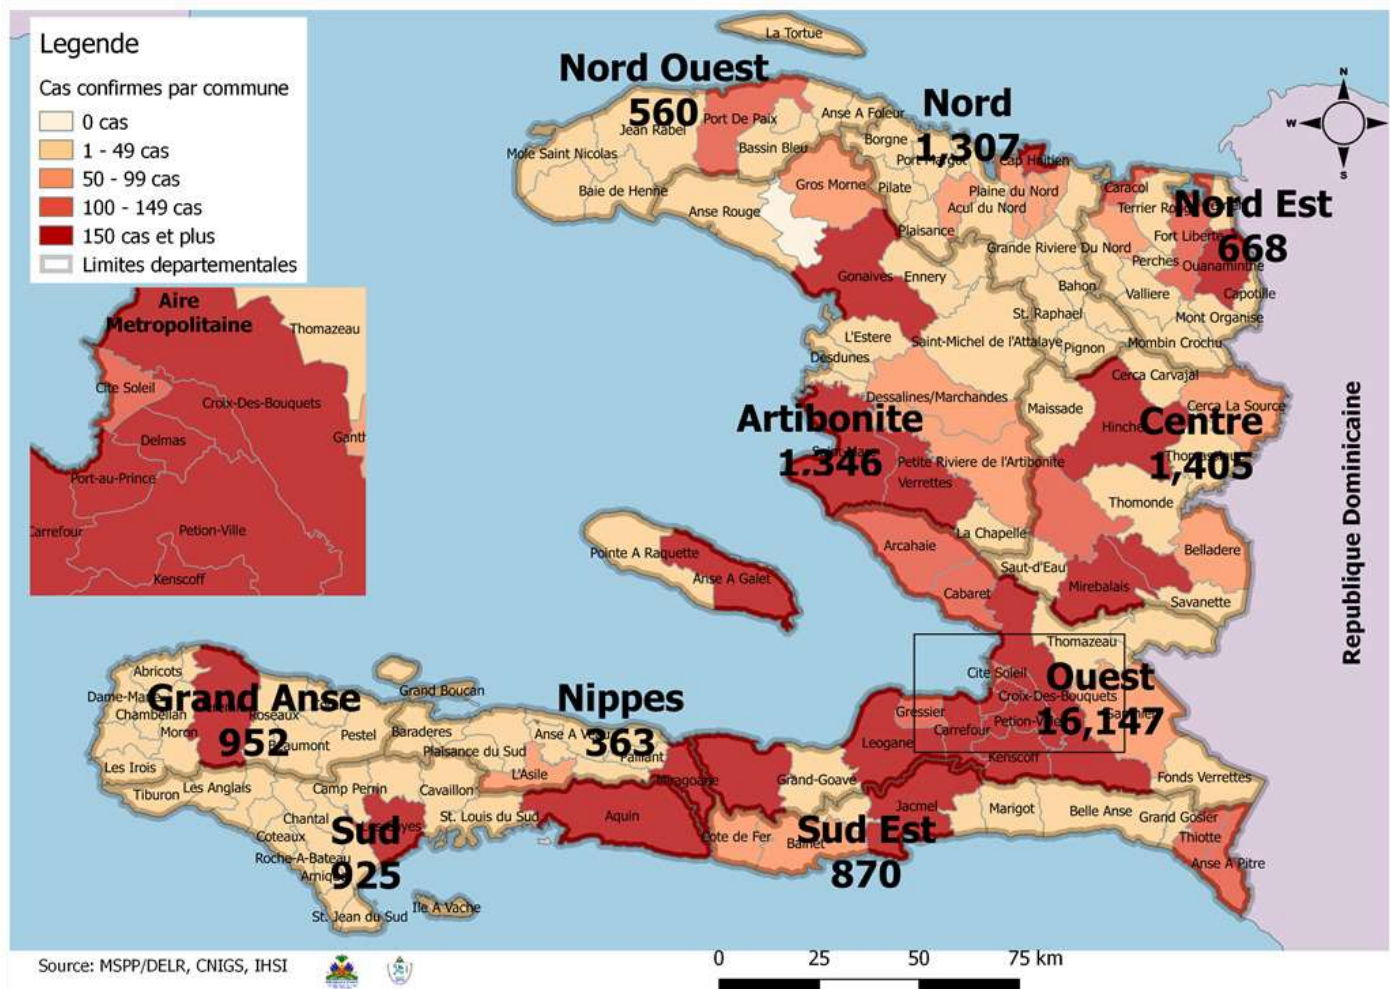 Legende
Cas confirmes par commune
0 cas
1 - 49 cas
50 - 99 cas
100 - 149 cas
150 cas et plus
Limites departementales
Aire
Metropolitaine
Thomazeau
Cite Soleil
Croix-Des-Bouquets
Delmas
Port-au-Prince
Carrefour
Petion-Ville
Kenscoff
La Tortue
Nord Ouest
560
Jean Rabel
Port De Paix
Anse A Foleur
Mole Saint Nicolas
Bassin Bleu
Baie de Henne
Nord
1,307
Borgne
Port Margot
Cap Haitien
Gros Morne
Pilate
Plaine du Nord
Acul du Nord
Anse Rouge
Plaisance
Caracol
Terrier Rouge
Nord Est
668
Fort Liberte
Grande Riviere Du Nord
Perches
Ouanaminthe
Gonaives
Ennery
Bahon
Valliere
Capotille
St. Raphael
Mont Organise
L'Estere
Saint-Michel de l'Attalaye
Pignon
Mombin Crochu
Desdunes
Cerca Carvajal
Dessalines/Marchandes
Maissade
Cerca La Source
Artibonite
1,346
Hinche
Centre
1,405
Petite Riviere de l'Artibonite
Verrettes
Thomonde
La Chapelle
Pointe A Raquette
Arcahaie
Belladere
Anse A Galet
Saut-d'Eau
Cabaret
Mirebalais
Savanette
Republique Dominicaine
Thomazeau
Cite Soleil
Ouest
16,147
Croix-Des-Bouquets
Gressier
Carrefour
Petion-Ville
Leogane
Kenscoff
Fonds Verrettes
Abricots
Dame-Marie
Grand Anse
952
Chambellan
Roseaux
Moron
Beaumont
Pestel
Les Irois
Grand Boucan
Baraderes
Nippes
363
Anse A Veau
Plaisance du Sud
Paillant
L'Asile
Miragoane
Grand-Goave
Tiburon
Les Anglais
Camp Perrin
Cavaillon
Chantal
St. Louis du Sud
Aquin
Jacmel
Marigot
Belle Anse
Grand Gosier
Coteaux
Sud
925
Cote de Fer
Bainet
Sud Est
870
Thiotte
Roche-A-Bateau
Anse A Pitre
St. Jean du Sud
Ile A Vache
Source: MSPP/DELR, CNIGS, IHSI
0 25 50 75 km
N
W
S